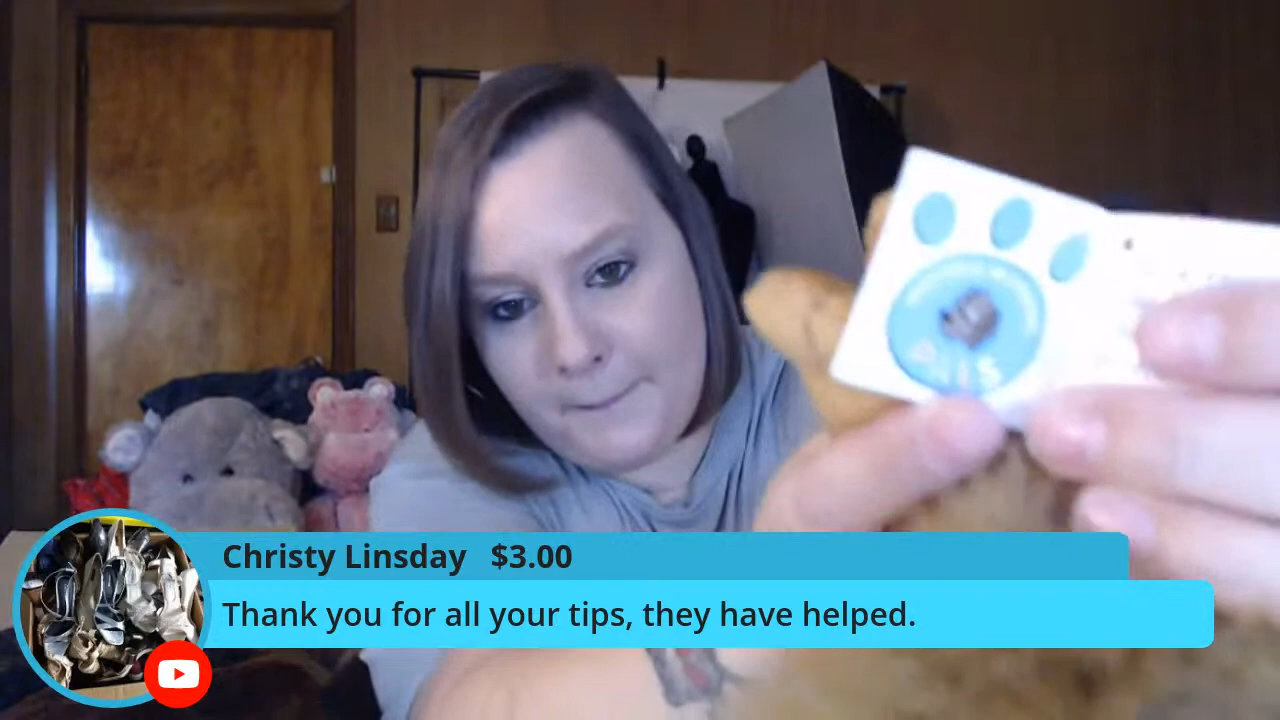 Christy Linsday $3.00
Thank you for all your tips, they have helped.